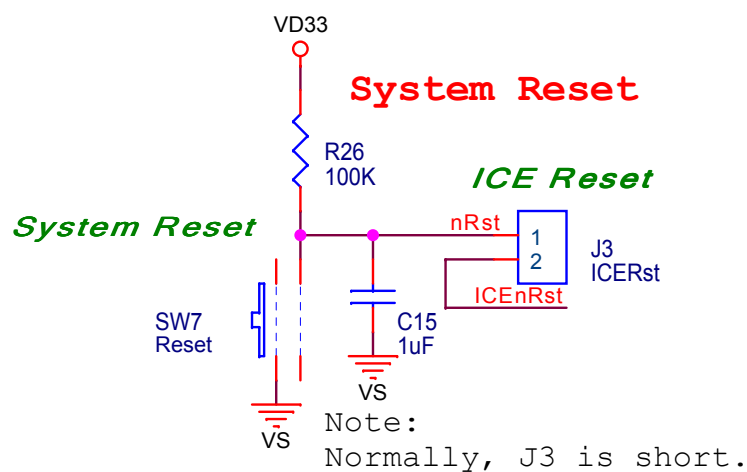 VD33
System Reset
R26
100K
ICE Reset
System Reset
nRst
1
2
J3
ICERst
ICEnRst
SW7
Reset
C15
1uF
VS
VS
Note:
Normally, J3 is short.